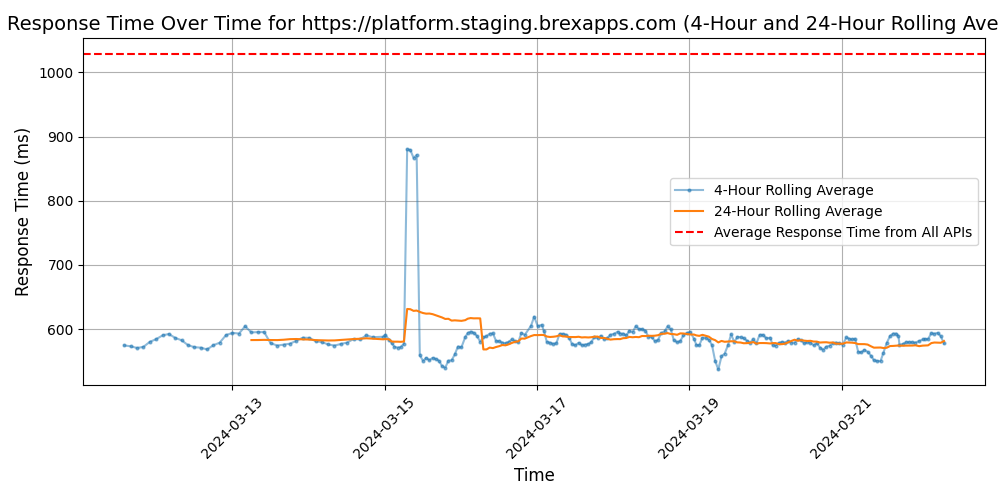 Response Time Over Time for https://platform.staging.brexapps.com (4-Hour and 24-Hour Rolling Ave
Response Time (ms)
1000
900
800
700
600
4-Hour Rolling Average
24-Hour Rolling Average
Average Response Time from All APIs
2024-03-13
2024-03-15
2024-03-17
2024-03-19
2024-03-21
Time